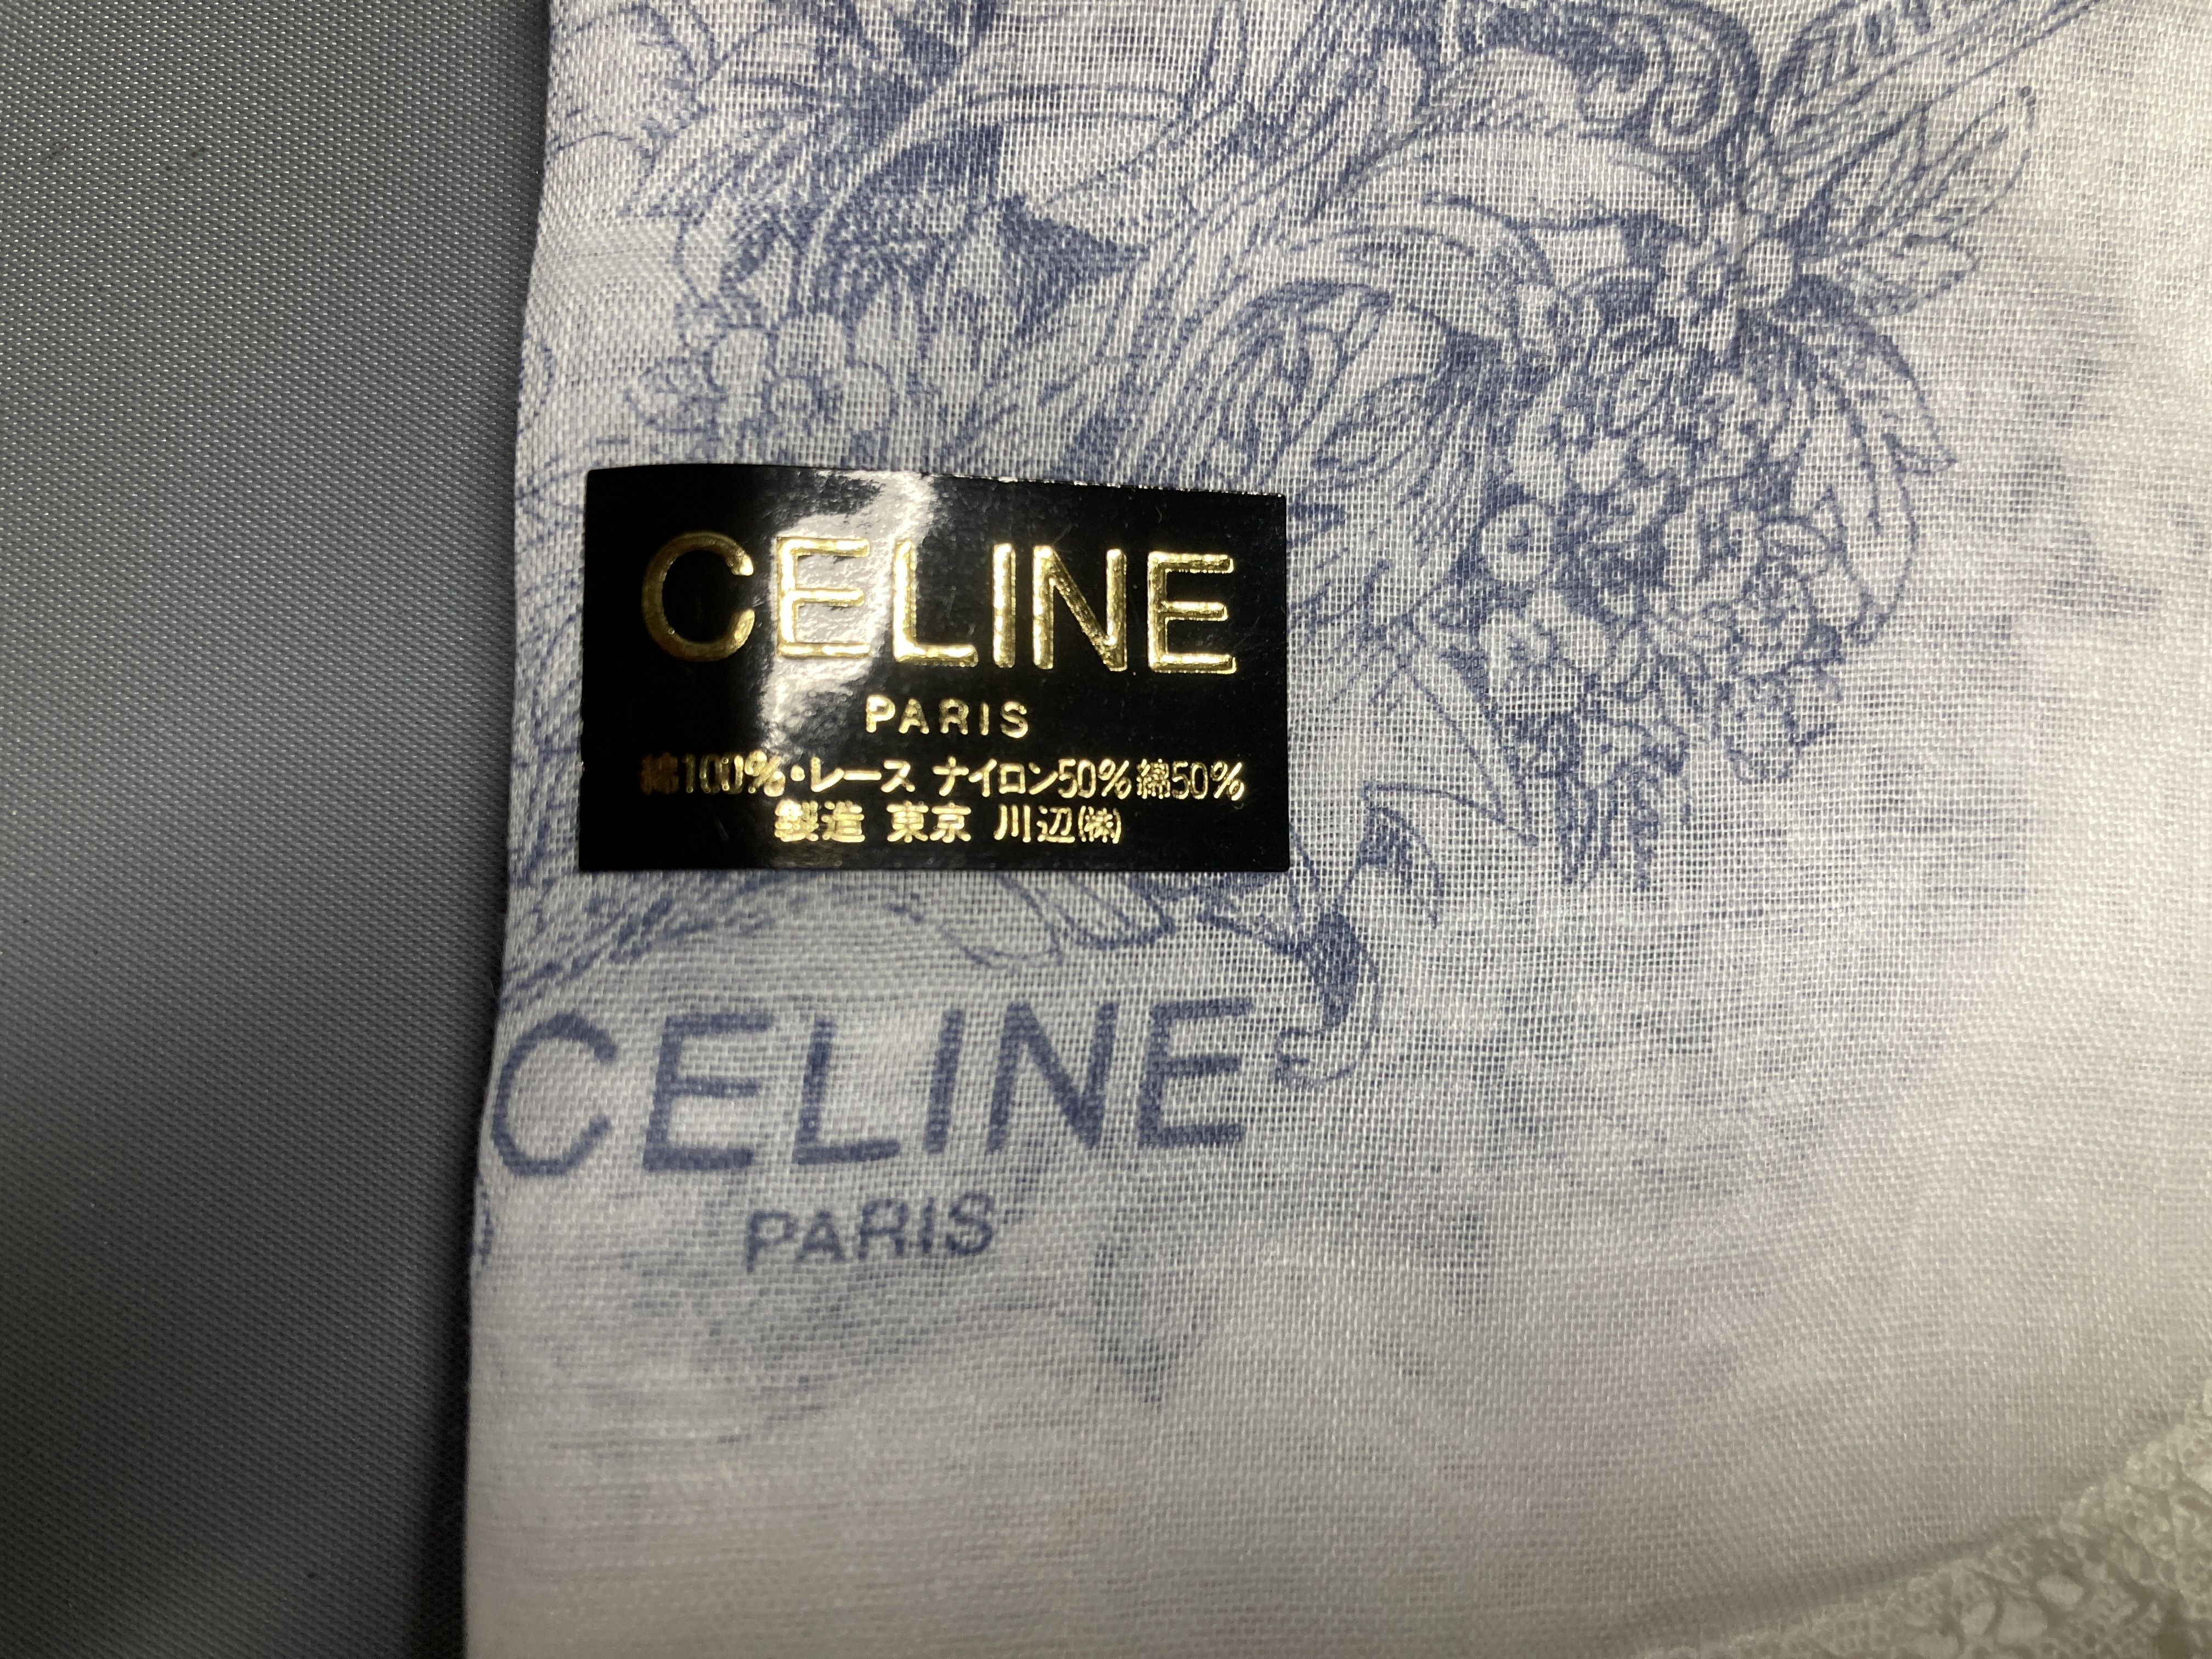 CELINE
PARIS
綿100%・レース ナイロン50%綿50%
製造 東京 川辺㈱
CELINE
PARIS